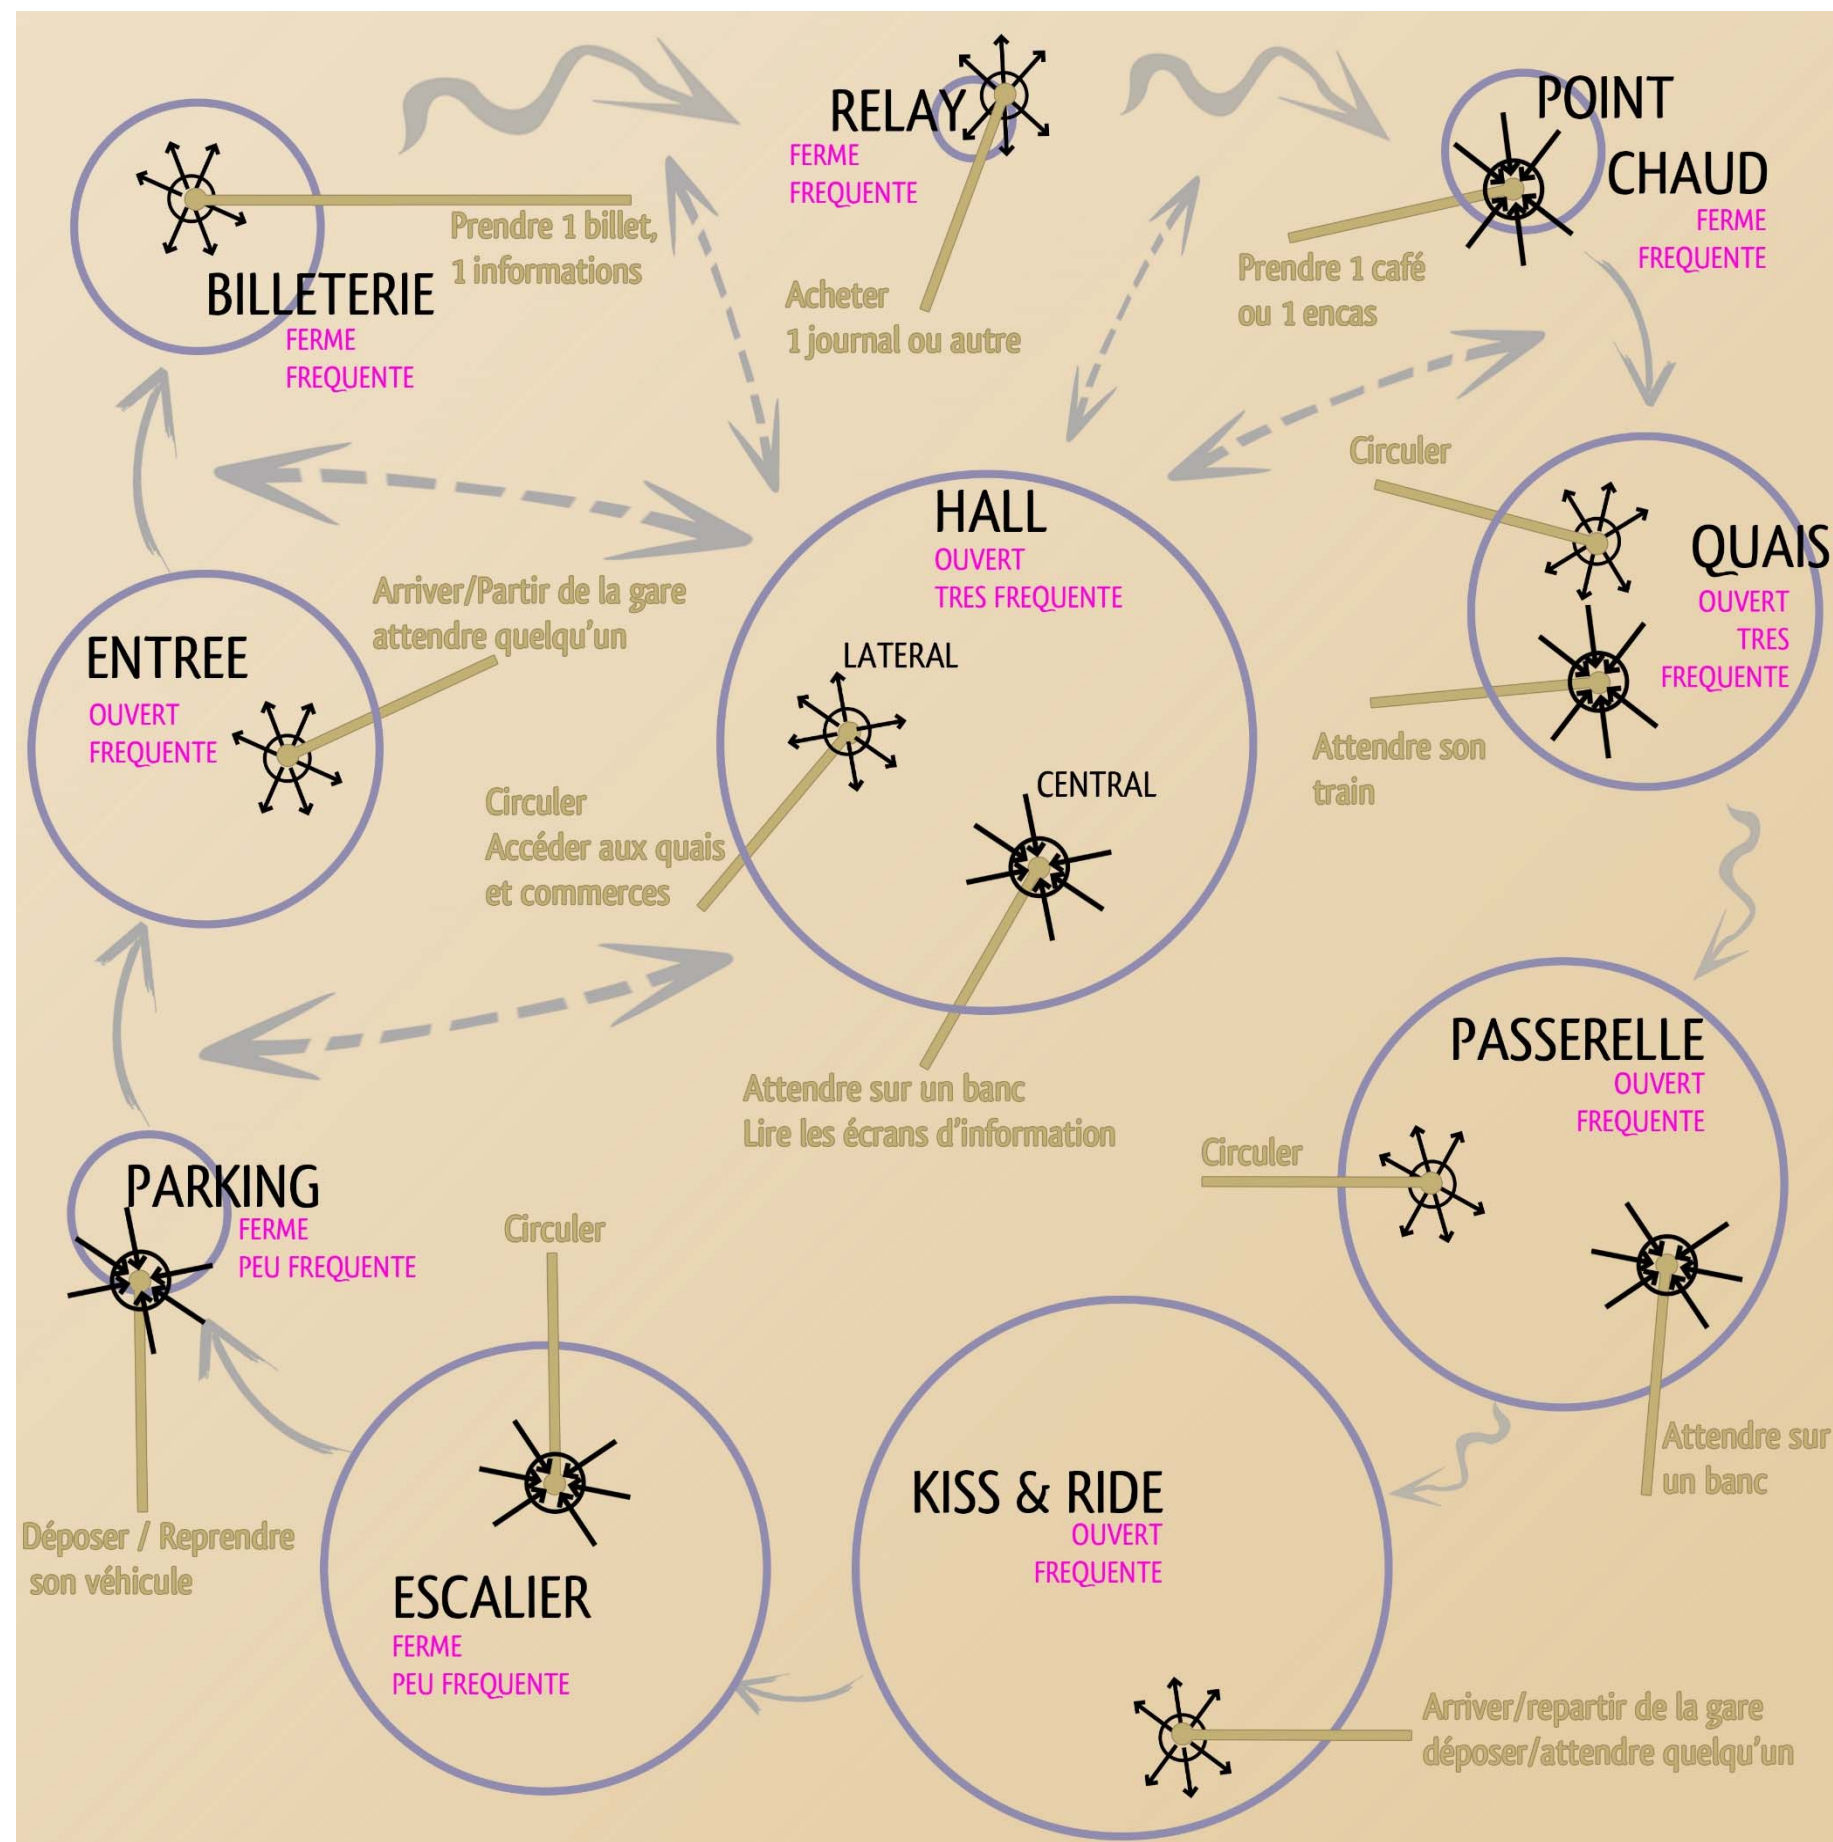 RELAY
FERME
FREQUENTE
POINT
CHAUD
FERME
FREQUENTE
Prendre 1 billet,
1 informations
BILLETERIE
FERME
FREQUENTE
Acheter
1 journal ou autre
Prendre 1 café
ou 1 encas
Circuler
HALL
OUVERT
TRES FREQUENTE
QUAIS
OUVERT
TRES
FREQUENTE
Arriver/Partir de la gare
attendre quelqu'un
ENTREE
OUVERT
FREQUENTE
LATERAL
CENTRAL
Attendre son
train
Circuler
Accéder aux quais
et commerces
PASSERELLE
OUVERT
FREQUENTE
Attendre sur un banc
Lire les écrans d'information
Circuler
PARKING
FERME
PEU FREQUENTE
Circuler
Attendre sur
un banc
KISS & RIDE
OUVERT
FREQUENTE
Déposer / Reprendre
son véhicule
ESCALIER
FERME
PEU FREQUENTE
Arriver/repartir de la gare
déposer/attendre quelqu'un